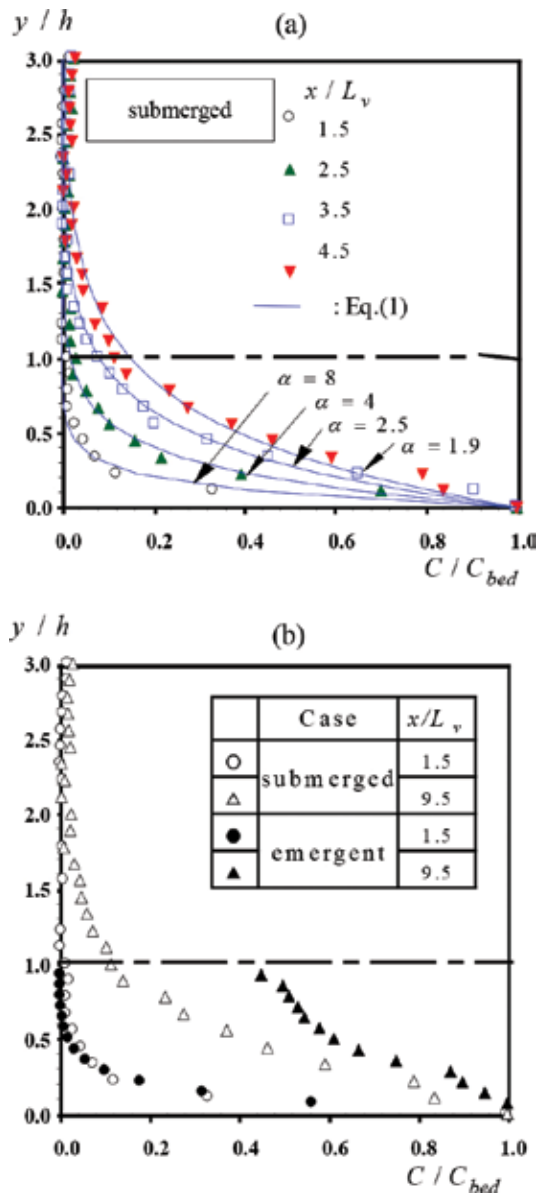 y / h
(a)
3.0
2.5
2.0
1.5
1.0
0.5
0.0
submerged
x / L v
1.5
2.5
3.5
4.5
: Eq.(1)
α = 8
α = 4
α = 2.5
α = 1.9
0.0 0.2 0.4 0.6 0.8 1.0
C / C bed
y / h
(b)
3.0
2.5
2.0
1.5
1.0
0.5
0.0
Case x/L v
submerged 1.5
9.5
emergent 1.5
9.5
0.0 0.2 0.4 0.6 0.8 1.0
C / C bed